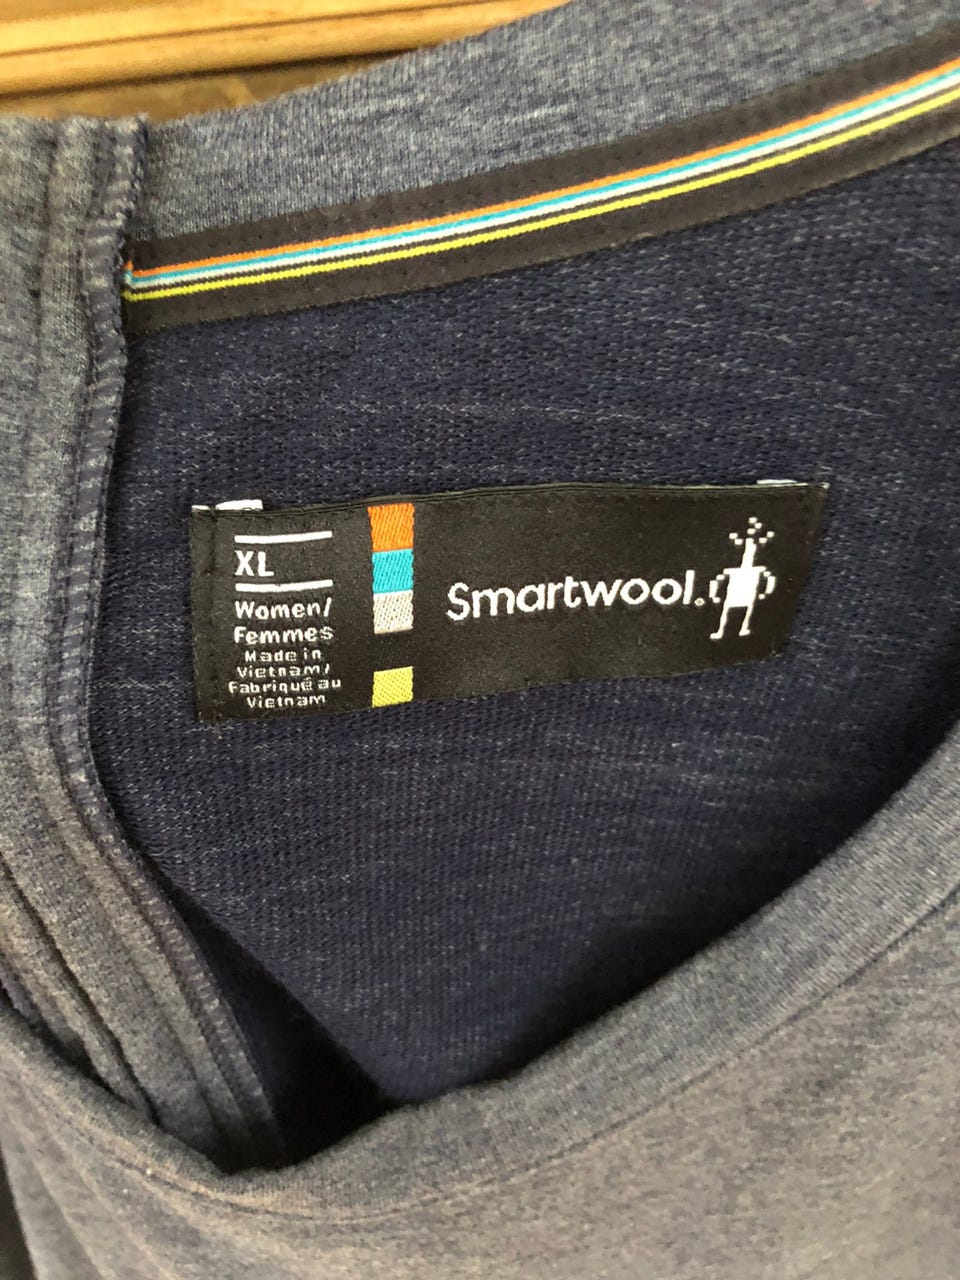 XL
Women/
Femmes
Made in
Vietnam/
Fabriqué au
Vietnam
Smartwool.